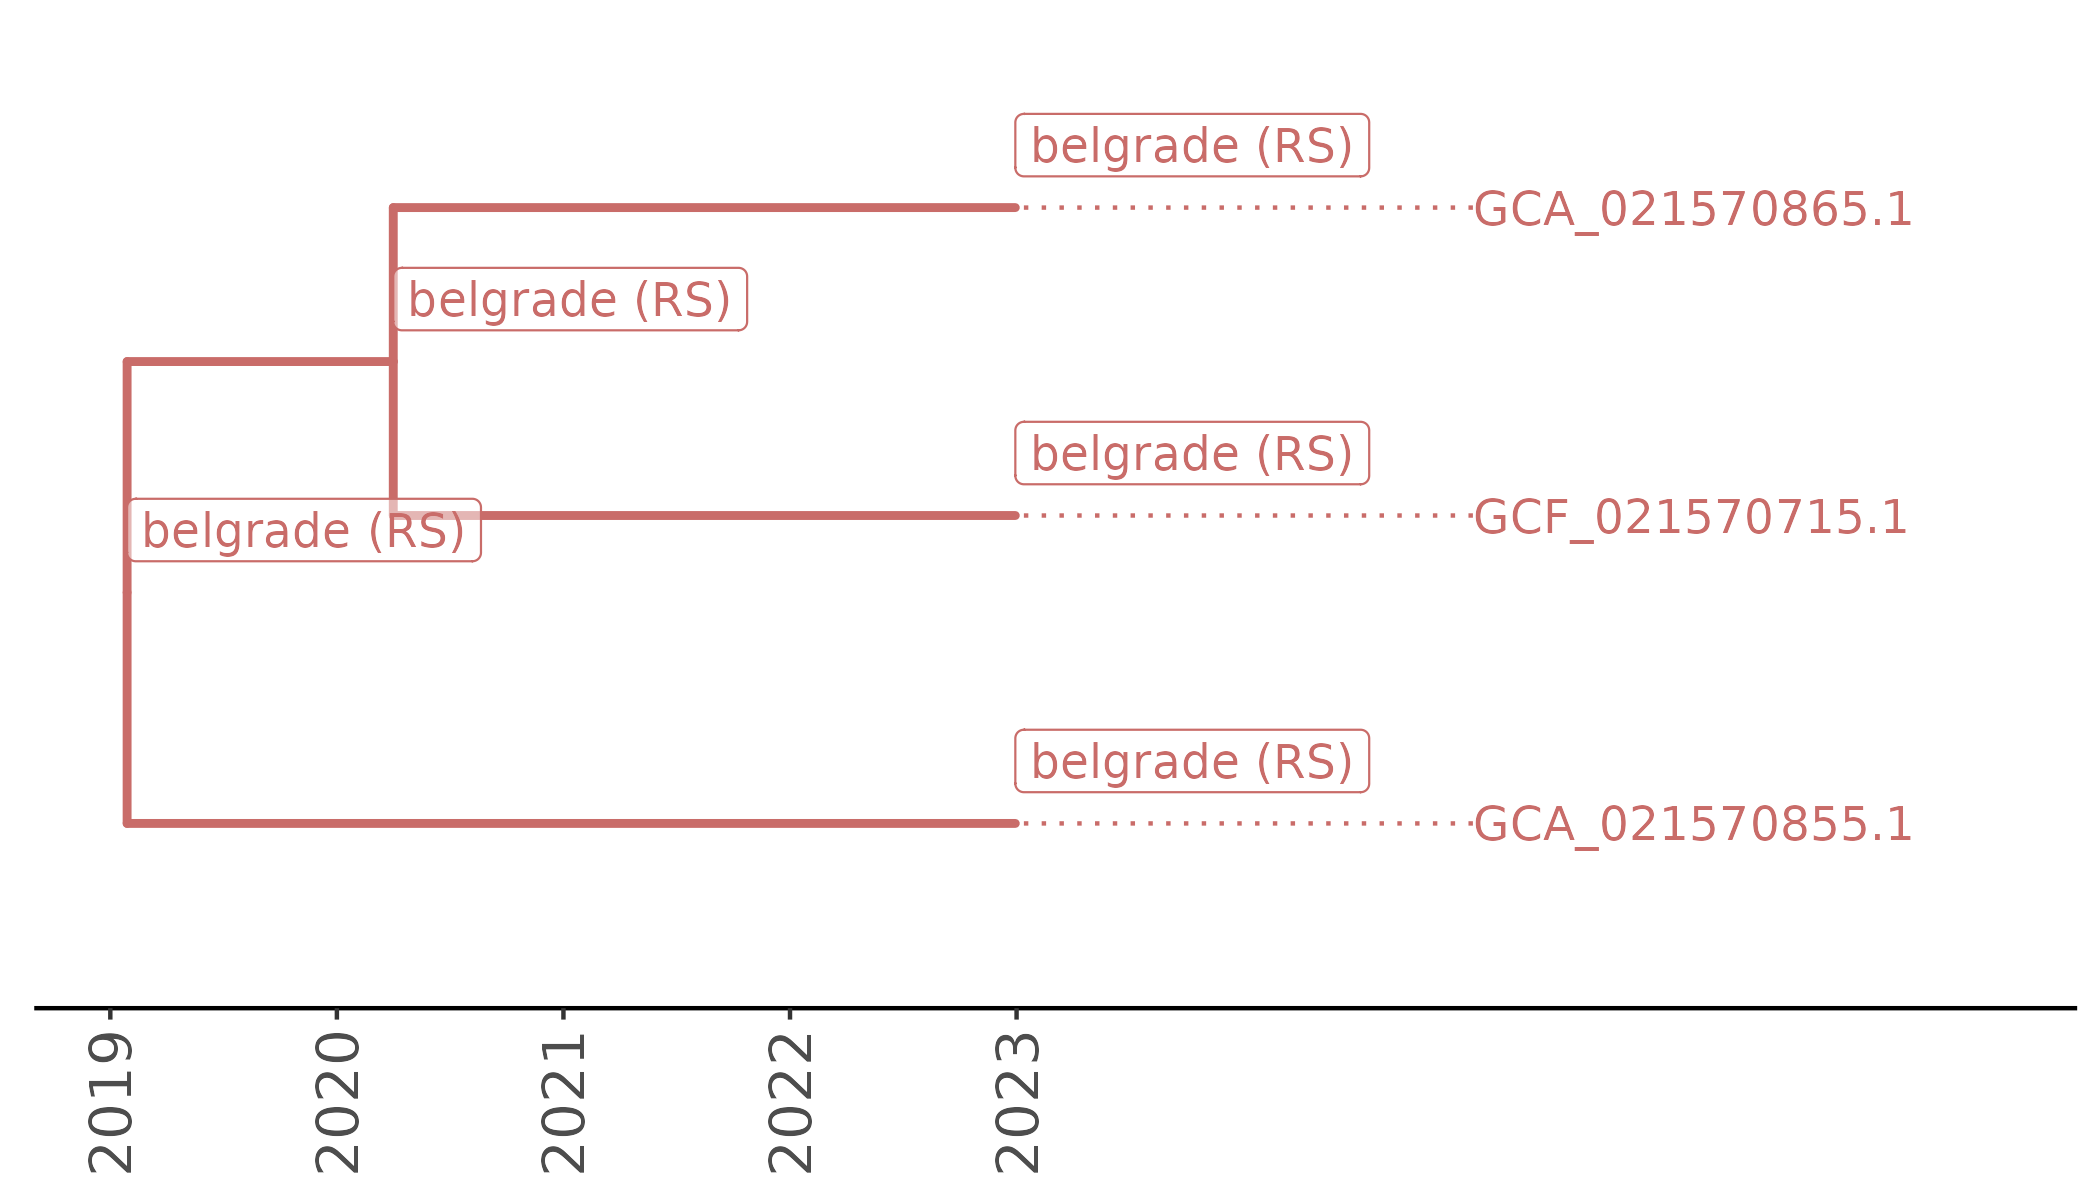 belgrade (RS)
GCA_021570865.1
belgrade (RS)
belgrade (RS)
belgrade (RS)
GCF_021570715.1
belgrade (RS)
GCA_021570855.1
2019
2020
2021
2022
2023